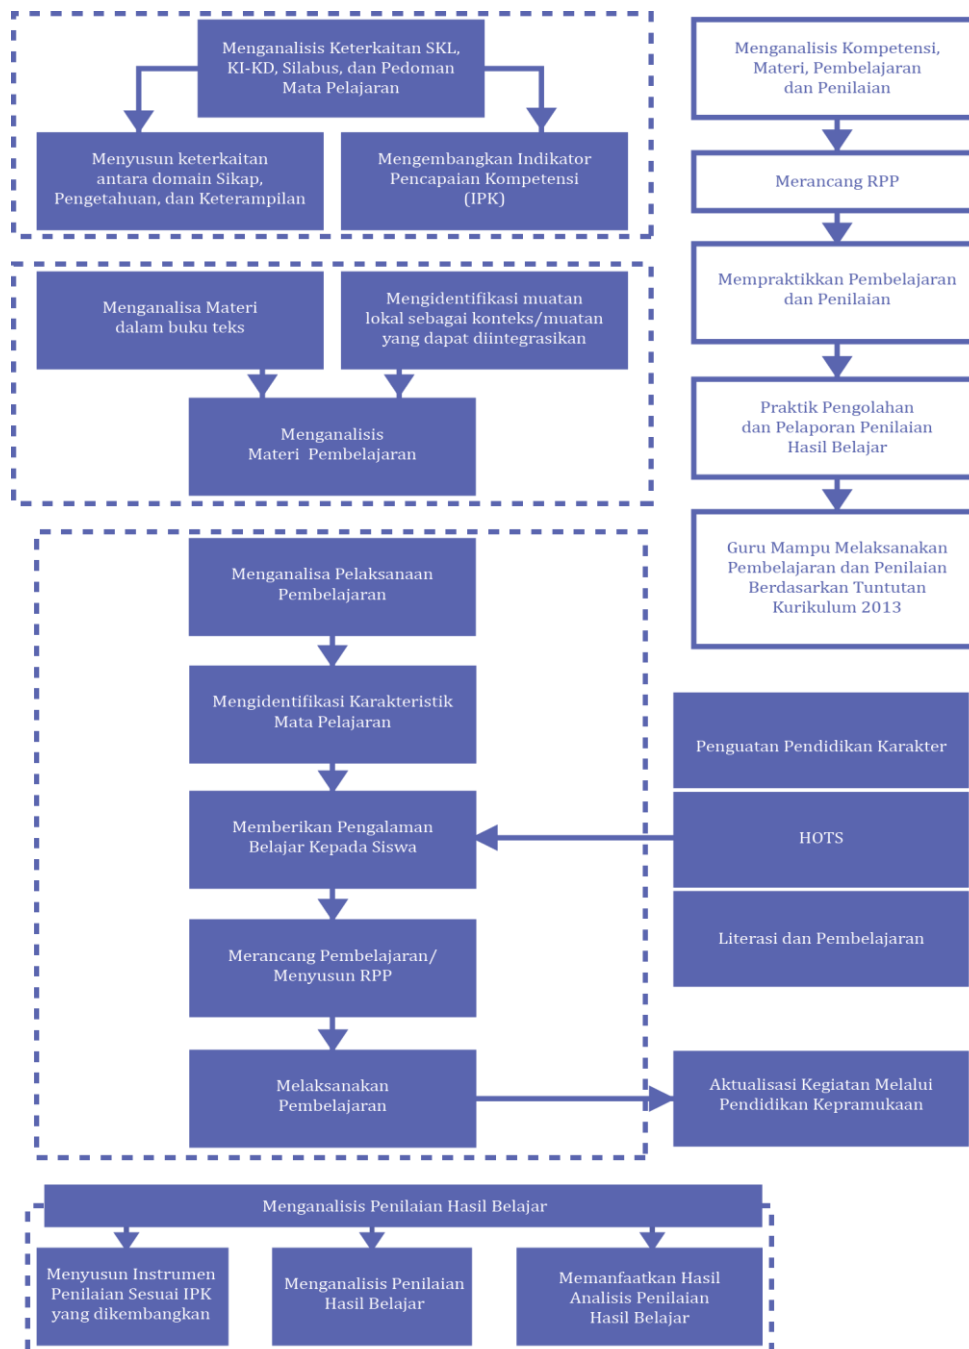 Menganalisis Keterkaitan SKL,
KI-KD, Silabus, dan Pedoman
Mata Pelajaran
Menyusun keterkaitan
antara domain Sikap,
Pengetahuan, dan Keterampilan
Mengembangkan Indikator
Pencapaian Kompetensi
(IPK)
Menganalisa Materi
dalam buku teks
Mengidentifikasi muatan
lokal sebagai konteks/muatan
yang dapat diintegrasikan
Menganalisis
Materi Pembelajaran
Menganalisa Pelaksanaan
Pembelajaran
Mengidentifikasi Karakteristik
Mata Pelajaran
Memberikan Pengalaman
Belajar Kepada Siswa
Merancang Pembelajaran/
Menyusun RPP
Melaksanakan
Pembelajaran
Menganalisis Kompetensi,
Materi, Pembelajaran
dan Penilaian
Merancang RPP
Mempraktikkan Pembelajaran
dan Penilaian
Praktik Pengolahan
dan Pelaporan Penilaian
Hasil Belajar
Guru Mampu Melaksanakan
Pembelajaran dan Penilaian
Berdasarkan Tuntutan
Kurikulum 2013
Penguatan Pendidikan Karakter
HOTS
Literasi dan Pembelajaran
Aktualisasi Kegiatan Melalui
Pendidikan Kepramukaan
Menganalisis Penilaian Hasil Belajar
Menyusun Instrumen
Penilaian Sesuai IPK
yang dikembangkan
Menganalisis Penilaian
Hasil Belajar
Memanfaatkan Hasil
Analisis Penilaian
Hasil Belajar